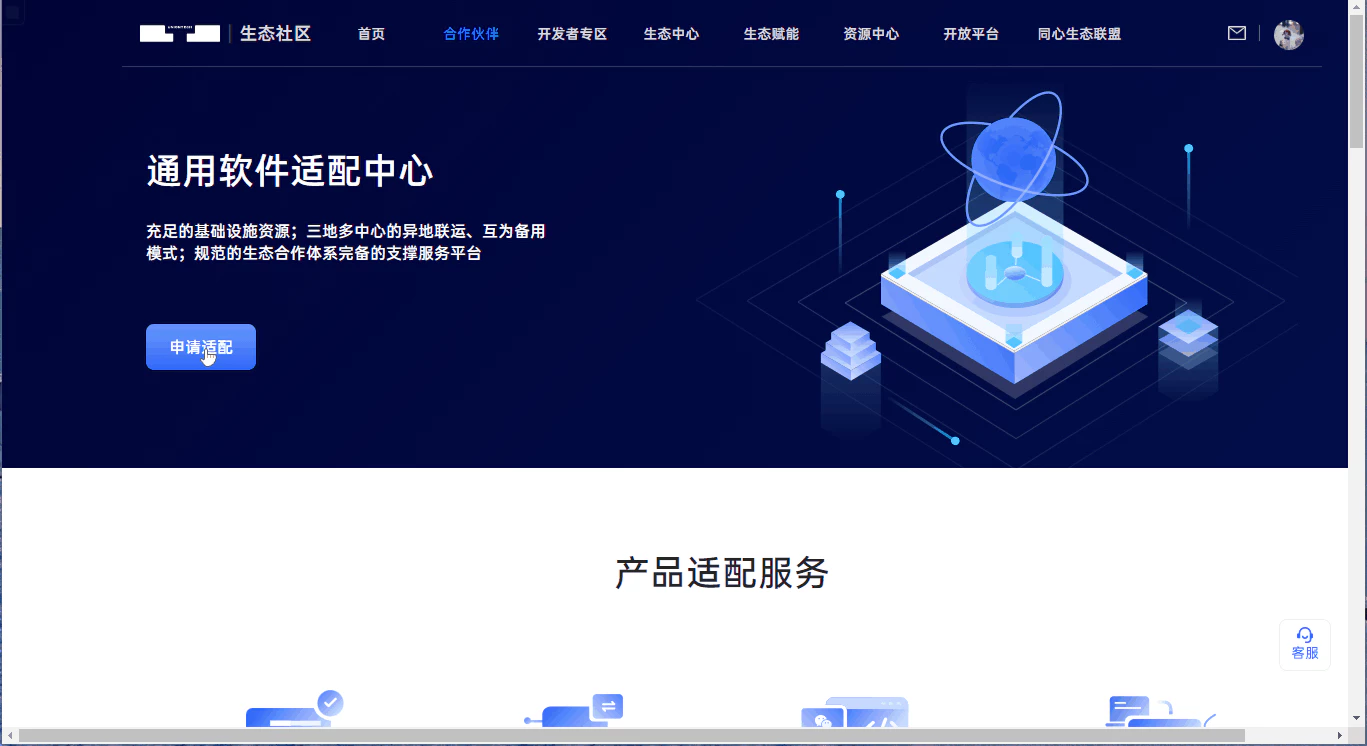 UNIONTECH
生态社区
首页
合作伙伴
开发者专区
生态中心
生态赋能
资源中心
开放平台
同心生态联盟
通用软件适配中心
充足的基础设施资源；三地多中心的异地联运、互为备用
模式；规范的生态合作体系完备的支撑服务平台
申请适配
产品适配服务
客服